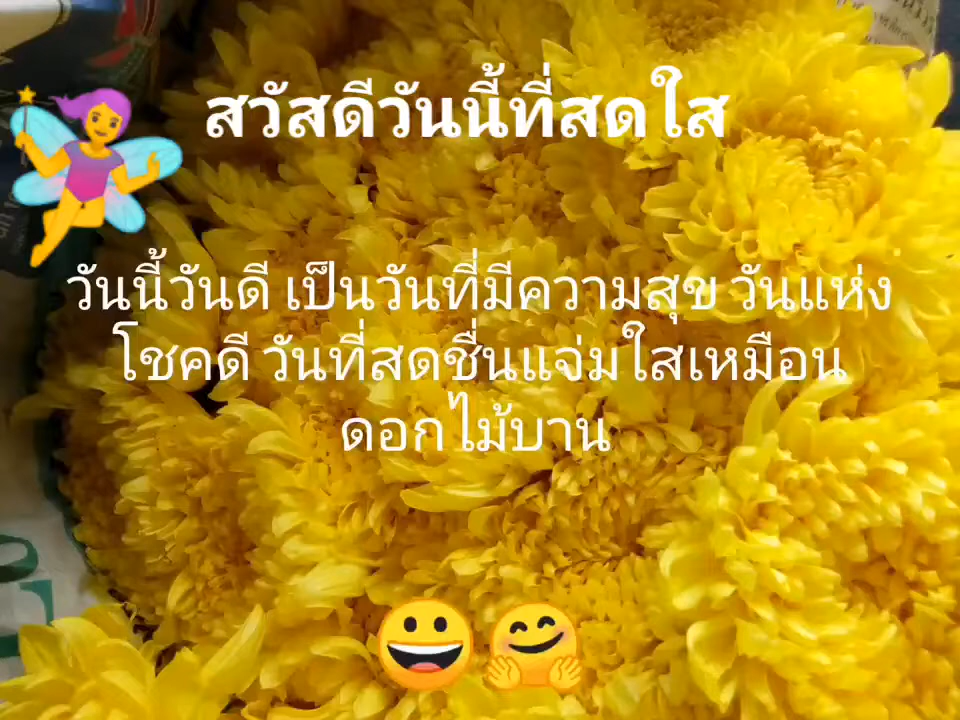 สวัสดีวันนี้ที่สดใส
วันนี้วันดี เป็นวันที่มีความสุข วันแห่ง
โชคดี วันที่สดชื่นแจ่มใสเหมือน
ดอกไม้บาน